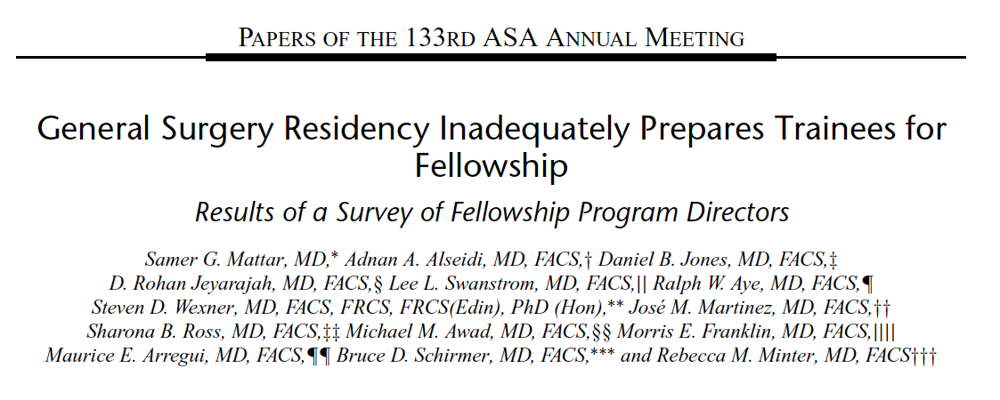 PAPERS OF THE 133RD ASA ANNUAL MEETING
General Surgery Residency Inadequately Prepares Trainees for
Fellowship
Results of a Survey of Fellowship Program Directors
Samer G. Mattar, MD,* Adnan A. Alseidi, MD, FACS,† Daniel B. Jones, MD, FACS,‡
D. Rohan Jeyarajah, MD, FACS,§ Lee L. Swanstrom, MD, FACS,|| Ralph W. Aye, MD, FACS,¶
Steven D. Wexner, MD, FACS, FRCS, FRCS(Edin), PhD (Hon),** José M. Martinez, MD, FACS,††
Sharona B. Ross, MD, FACS,‡‡ Michael M. Awad, MD, FACS,§§ Morris E. Franklin, MD, FACS,||||
Maurice E. Arregui, MD, FACS,¶¶ Bruce D. Schirmer, MD, FACS,*** and Rebecca M. Minter, MD, FACS†††